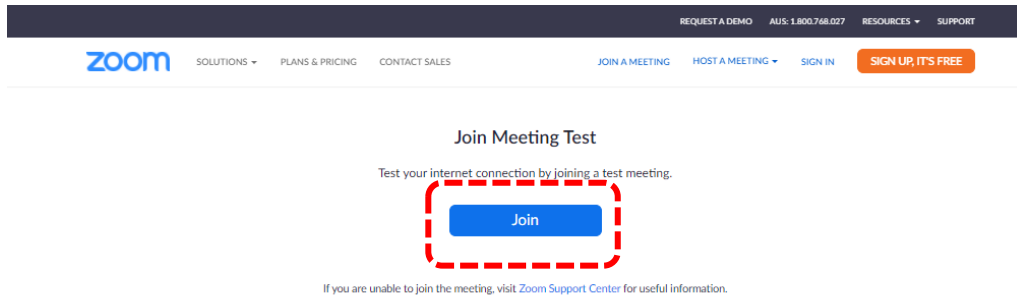 REQUEST A DEMO AUS: 1.800.768.027 RESOURCES SUPPORT
zoom SOLUTIONS PLANS & PRICING CONTACT SALES JOIN A MEETING HOST A MEETING SIGN IN SIGN UP, IT'S FREE
Join Meeting Test
Test your internet connection by joining a test meeting.
Join
If you are unable to join the meeting, visit Zoom Support Center for useful information.